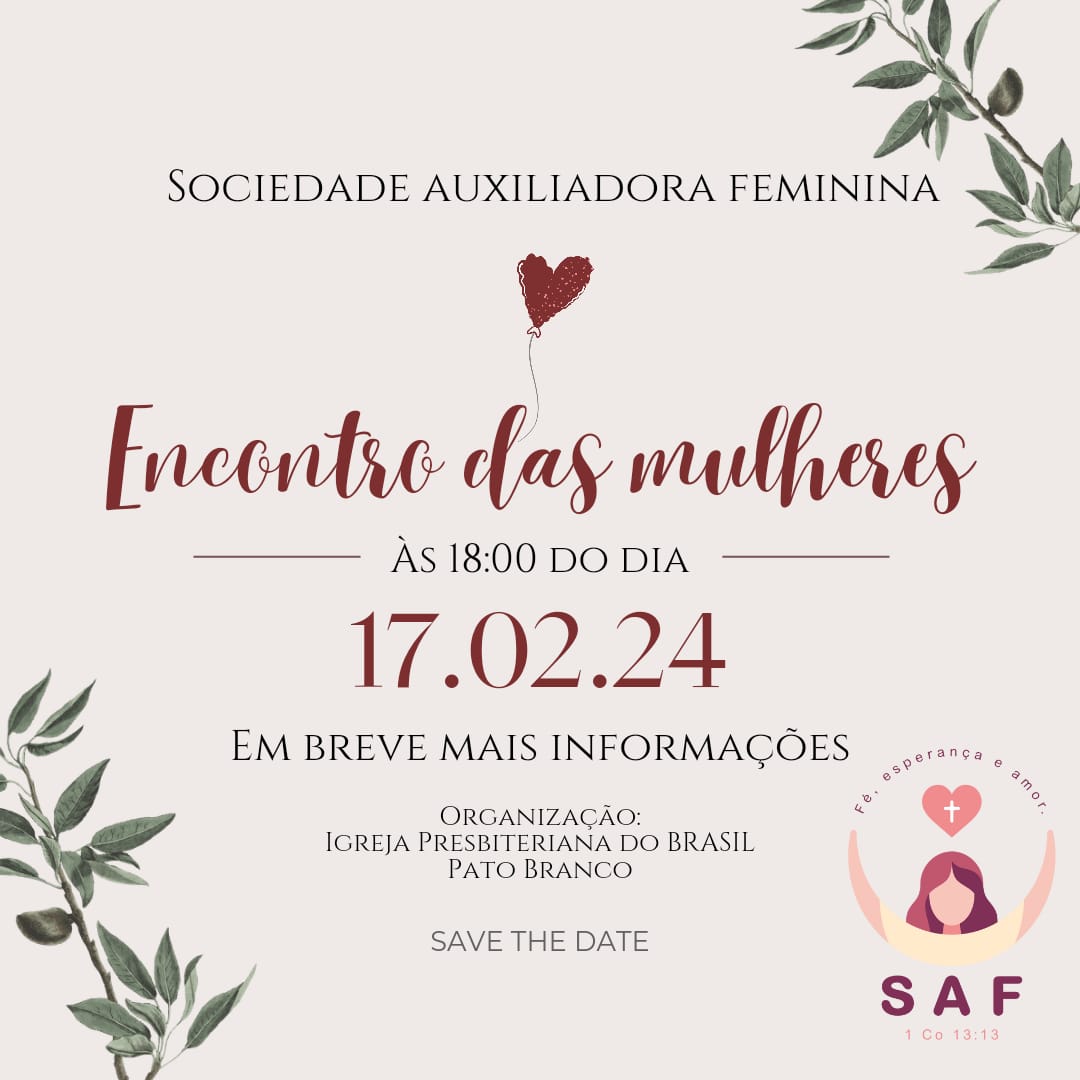 Sociedade auxiliadora feminina
Encontro das mulheres
Às 18:00 do dia
17.02.24
Em breve mais informações
Organização:
Igreja Presbiteriana do BRASIL
Pato Branco
SAVE THE DATE
Fé, esperança e amor.
SAF
1 Co 13:13